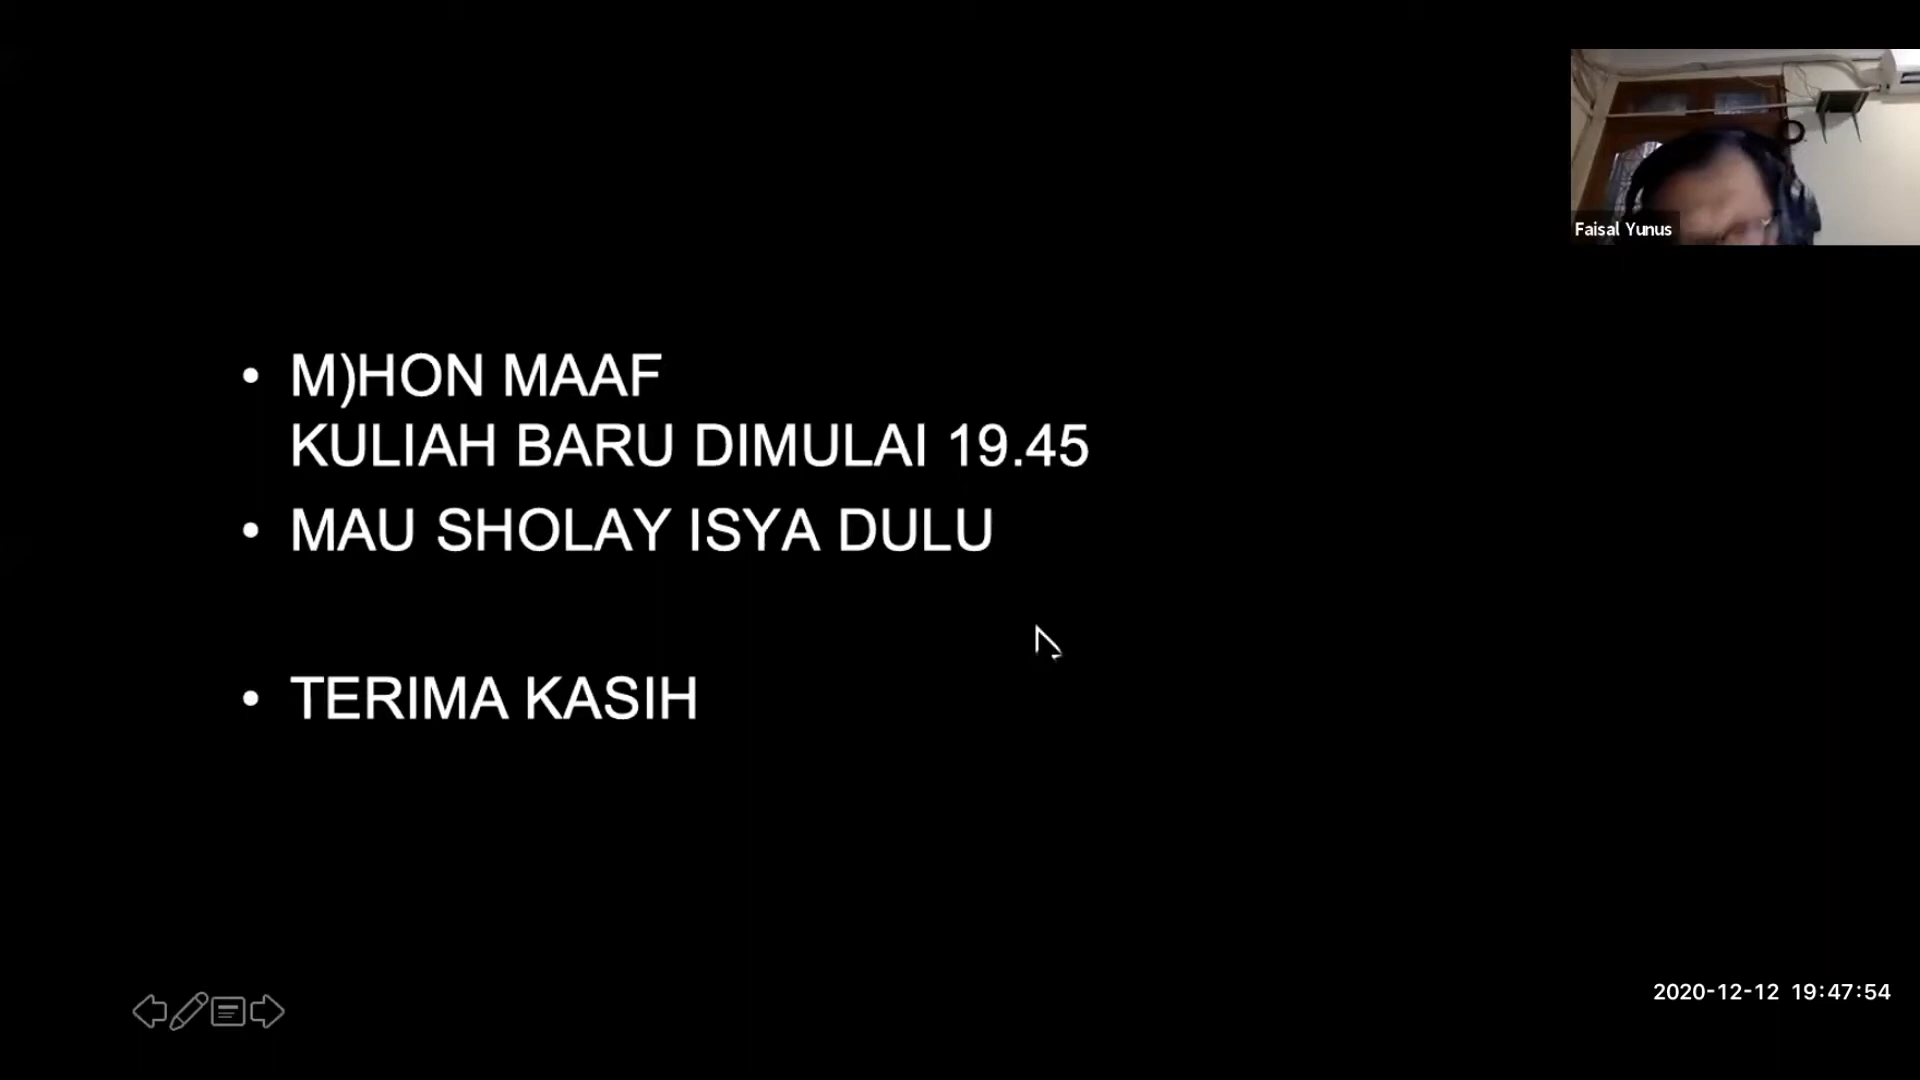 Faisal Yunus
• M)HON MAAF
KULIAH BARU DIMULAI 19.45
• MAU SHOLAY ISYA DULU
• TERIMA KASIH
2020-12-12 19:47:54